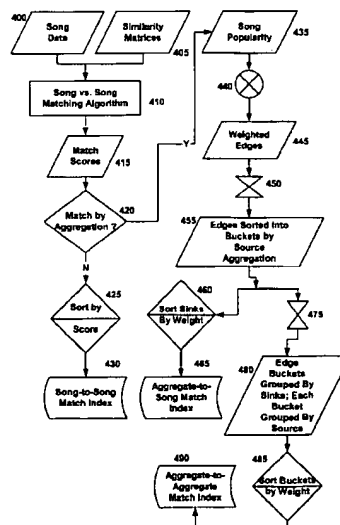 400
Song
Data
Similarity
Matrices
405
Song
Popularity
435
Song vs. Song
Matching Algorithm
410
440
Match
Scores
415
Y
Weighted
Edges
445
Match by
Aggregation ?
420
450
455
Edges Sorted Into
Buckets by
Source
Aggregation
N
425
Sort by
Score
460
Sort Sinks
By Weight
475
430
Song-to-Song
Match Index
465
Aggregate-to-
Song Match
Index
480
Edge
Buckets
Grouped By
Sinks; Each
Bucket
Grouped by
Source
490
Aggregate-to-
Aggregate
Match Index
485
Sort Buckets
by Weight